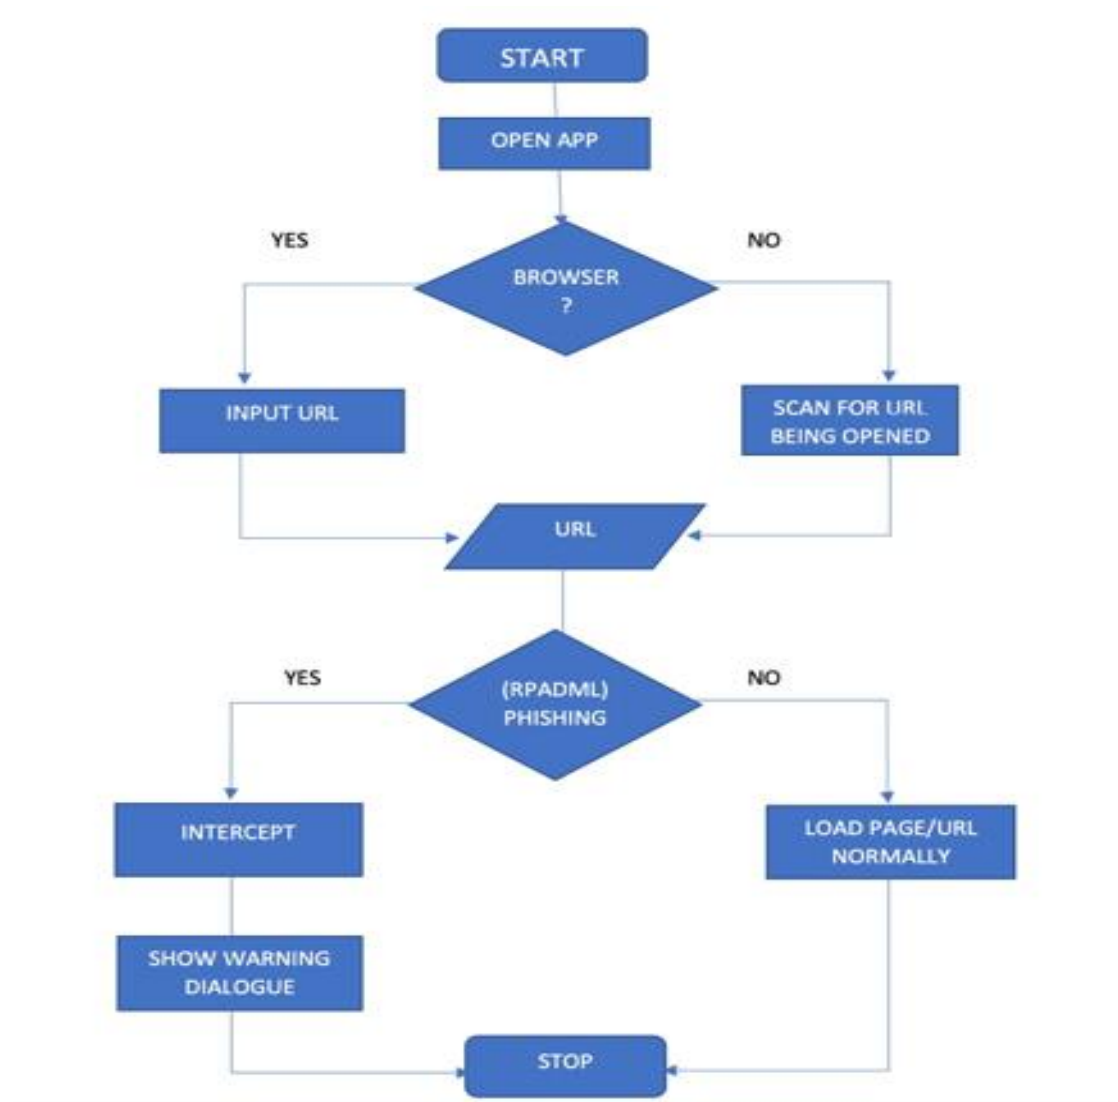 START
OPEN APP
YES
NO
BROWSER
?
INPUT URL
SCAN FOR URL
BEING OPENED
URL
YES
NO
(RPADML)
PHISHING
INTERCEPT
LOAD PAGE/URL
NORMALLY
SHOW WARNING
DIALOGUE
STOP